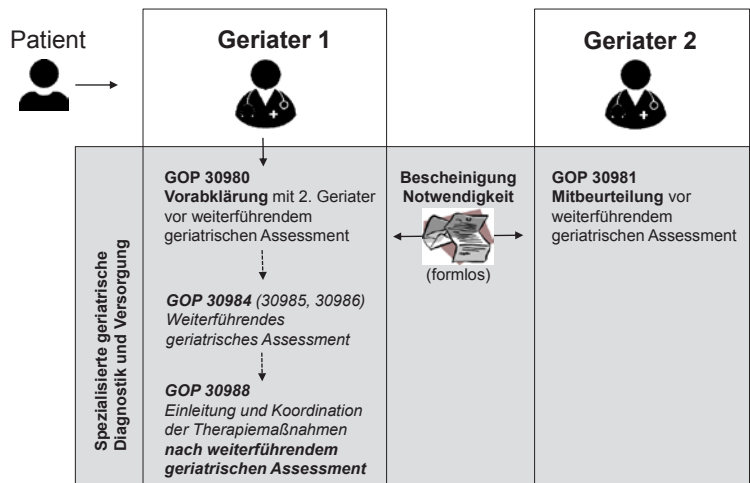 Patient
Geriater 1
Geriater 2
Spezialisierte geriatrische
Diagnostik und Versorgung
GOP 30980
Vorabklärung mit 2. Geriater
vor weiterführendem
geriatrischen Assessment
GOP 30984 (30985, 30986)
Weiterführendes
geriatrisches Assessment
GOP 30988
Einleitung und Koordination
der Therapiemaßnahmen
nach weiterführendem
geriatrischen Assessment
Bescheinigung
Notwendigkeit
(formlos)
GOP 30981
Mitbeurteilung vor
weiterführendem
geriatrischen Assessment